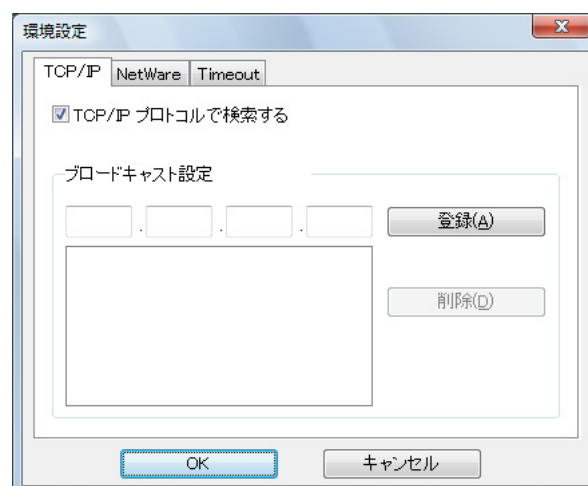 環境設定
TCP/IP NetWare Timeout
TCP/IP プロトコルで検索する
ブロードキャスト設定
. . . 登録(A)
削除(D)
OK キャンセル